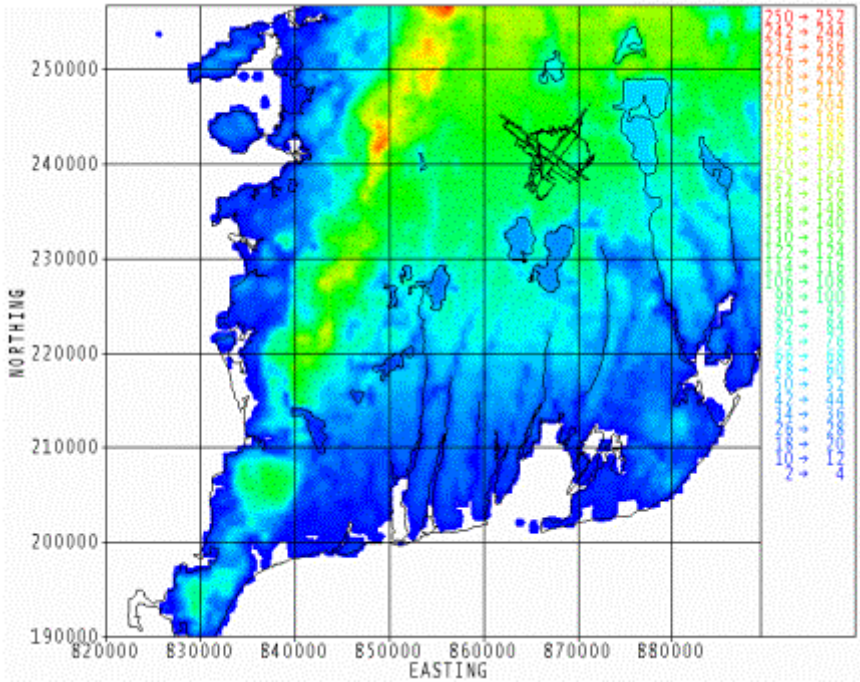 250000
240000
230000
220000
210000
200000
190000
NORTHING
820000 830000 840000 850000 860000 870000 880000
EASTING
250 → 252
242 → 244
234 → 236
226 → 228
218 → 220
210 → 212
202 → 204
114 → 116
106 → 108
98 → 100
90 → 92
82 → 84
74 → 76
66 → 68
58 → 60
50 → 52
42 → 44
34 → 36
26 → 28
18 → 20
10 → 12
2 → 4